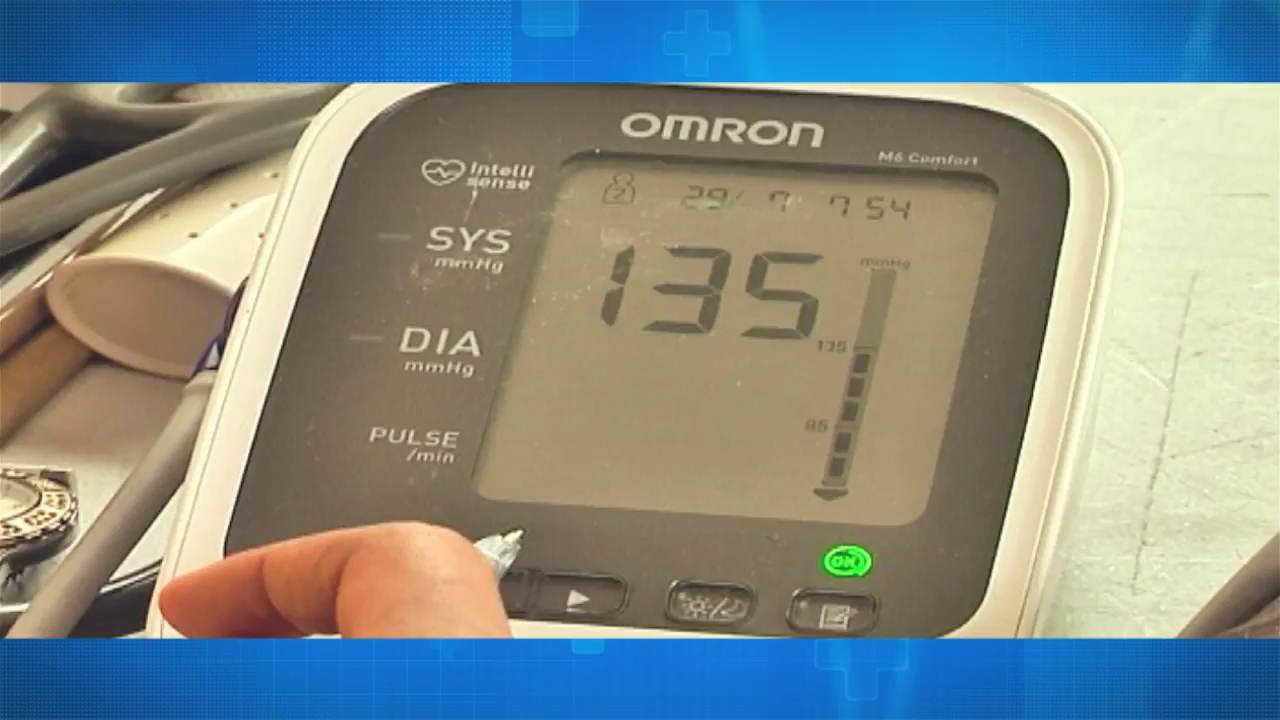 OMRON
M6 Comfort
Intelli
sense
2
29/ 7 7 54
SYS
mmHg
135
mmHg
135
DIA
mmHg
85
PULSE
/min
OK